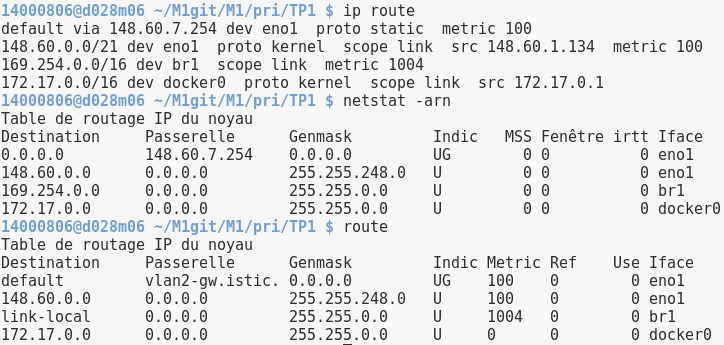 14000806@d028m06 ~/M1git/M1/pri/TP1 $ ip route
default via 148.60.7.254 dev eno1  proto static  metric 100
148.60.0.0/21 dev eno1  proto kernel  scope link  src 148.60.1.134  metric 100
169.254.0.0/16 dev br1  scope link  metric 1004
172.17.0.0/16 dev docker0  proto kernel  scope link  src 172.17.0.1
14000806@d028m06 ~/M1git/M1/pri/TP1 $ netstat -arn
Table de routage IP du noyau
Destination     Passerelle      Genmask         Indic   MSS Fenêtre irtt Iface
0.0.0.0         148.60.7.254    0.0.0.0         UG        0 0          0 eno1
148.60.0.0      0.0.0.0         255.255.248.0   U         0 0          0 eno1
169.254.0.0     0.0.0.0         255.255.0.0     U         0 0          0 br1
172.17.0.0      0.0.0.0         255.255.0.0     U         0 0          0 docker0
14000806@d028m06 ~/M1git/M1/pri/TP1 $ route
Table de routage IP du noyau
Destination     Passerelle      Genmask         Indic Metric Ref    Use Iface
default         vlan2-gw.istic. 0.0.0.0         UG    100    0        0 eno1
148.60.0.0      0.0.0.0         255.255.248.0   U     100    0        0 eno1
link-local      0.0.0.0         255.255.0.0     U     1004   0        0 br1
172.17.0.0      0.0.0.0         255.255.0.0     U     0      0        0 docker0